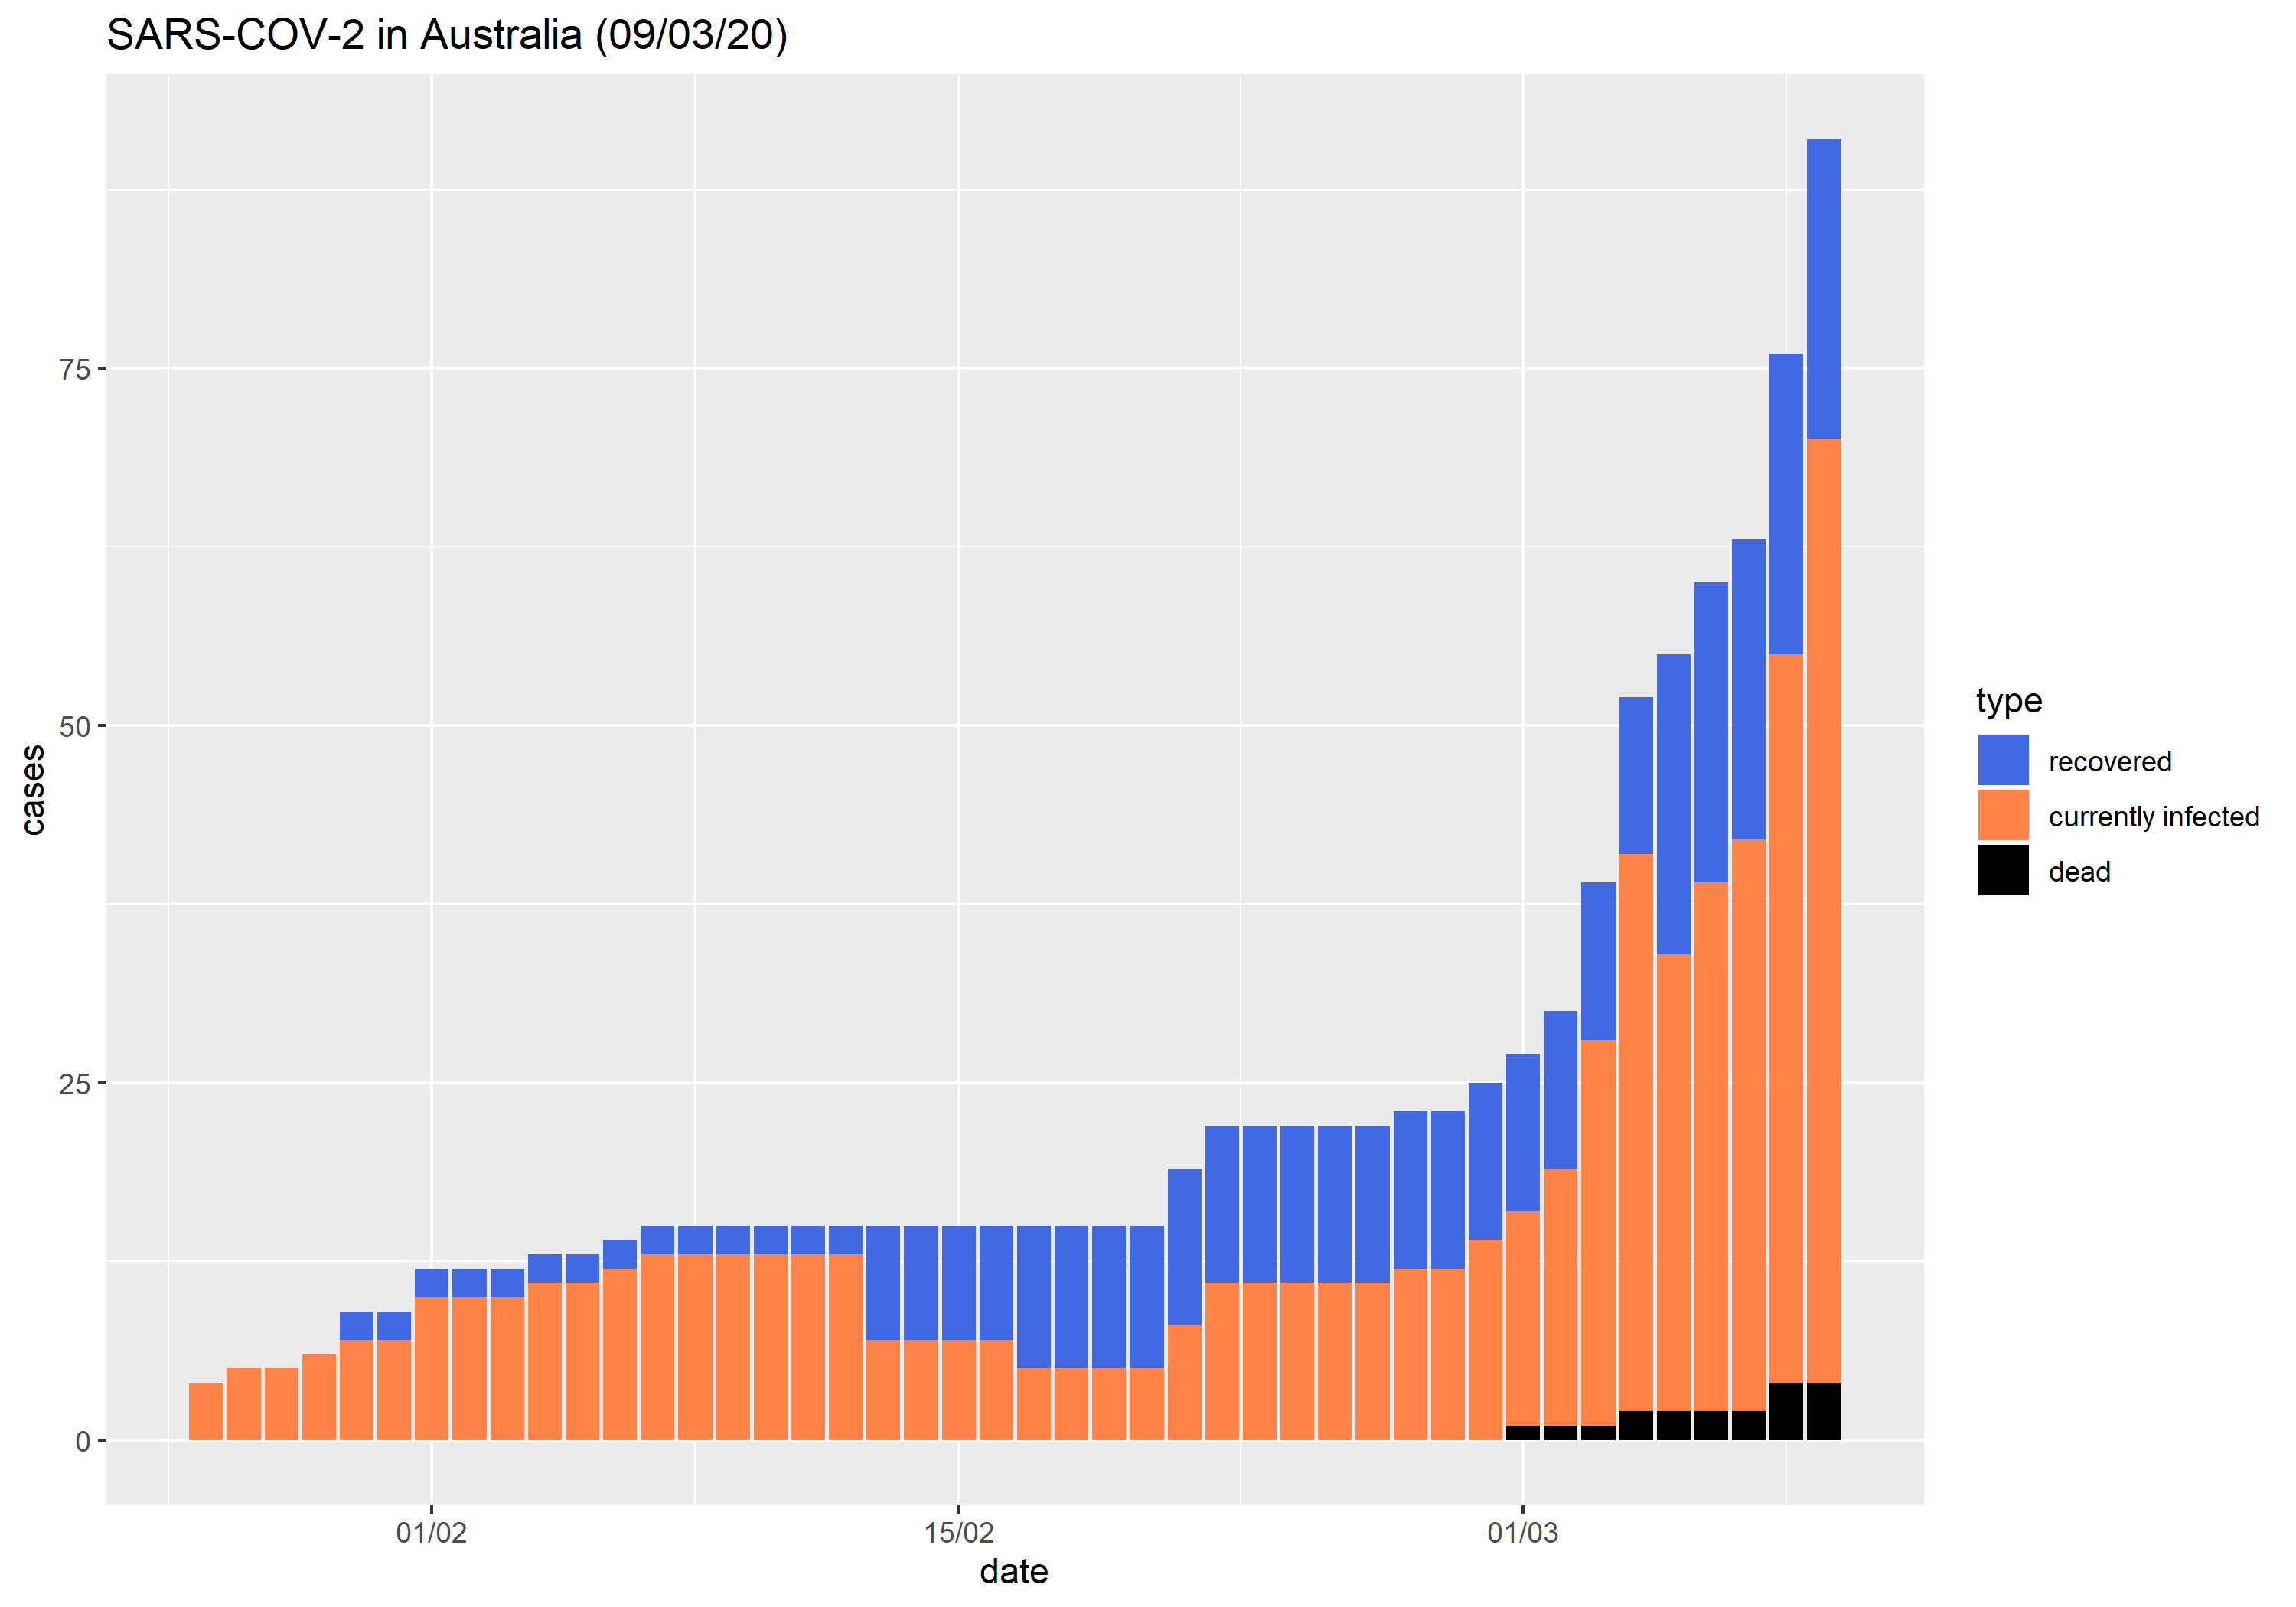 SARS-COV-2 in Australia (09/03/20)
75
50
25
0
cases
01/02
15/02
01/03
date
type
recovered
currently infected
dead